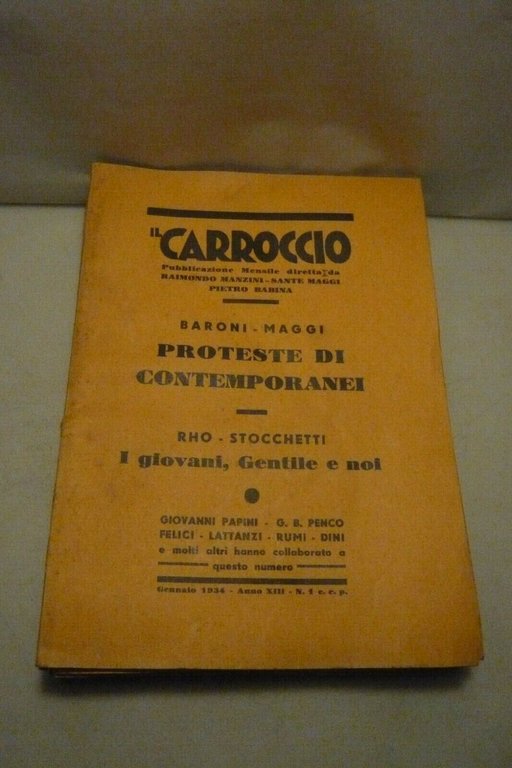 IL CARROCCIO
Pubblicazione Mensile diretta da
RAIMONDO MANZINI - SANTE MAGGI
PIETRO BABINA
BARONI - MAGGI
PROTESTE DI
CONTEMPORANEI
RHO - STOCCHETTI
I giovani, Gentile e noi
GIOVANNI PAPINI - G. B. PENCO
FELICI - LATTANZI - RUMI - DINI
e molti altri hanno collaborato a
questo numero
Gennaio 1934 - Anno XIII - N. 1 c. c. p.